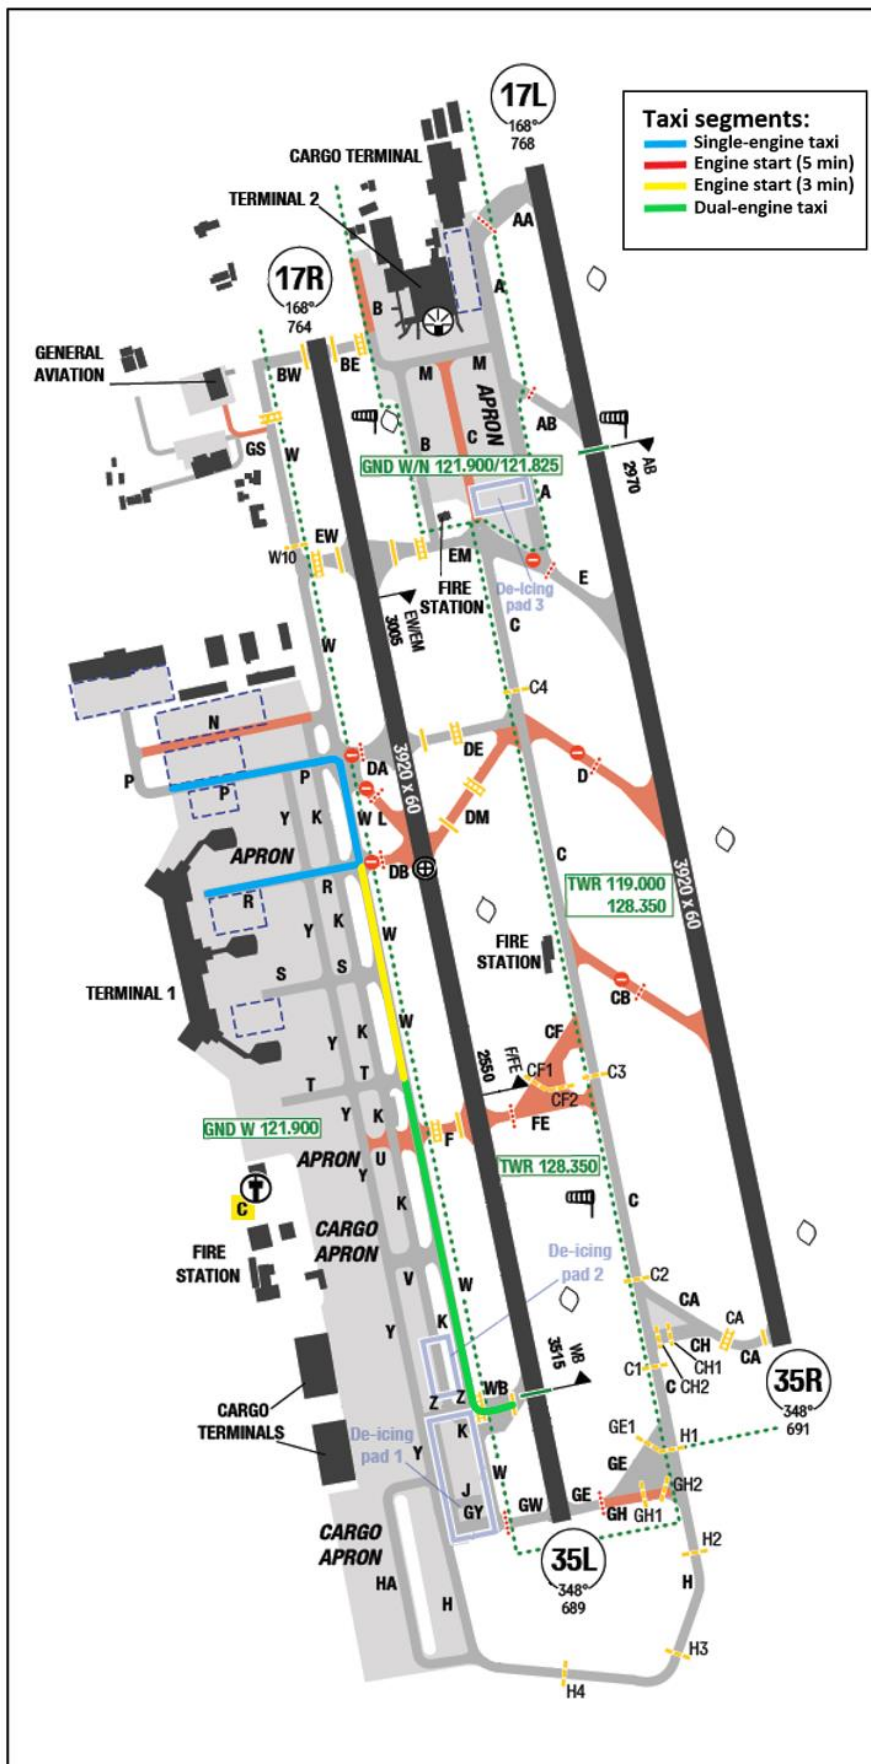 17L
168°
768
Taxi segments:
Single-engine taxi
Engine start (5 min)
Engine start (3 min)
Dual-engine taxi
CARGO TERMINAL
TERMINAL 2
AA
17R
168°
764
A
B
GENERAL
AVIATION
BW
BE
M
M
APRON
C
AB
B
GS
W
GND W/N 121.900/121.825
AB
2970
A
EW
W10
EM
FIRE
STATION
De-icing
pad 3
E
EW/EM
3005
C
W
C4
N
3920 x 60
DE
DA
D
P
P
P
W
L
DM
Y
K
APRON
DB
C
3920 x 60
TWR 119.000
128.350
R
R
K
Y
W
FIRE
STATION
S
S
CB
TERMINAL 1
W
Y
K
CF
2550
F/FE
CF1
C3
T
T
CF2
Y
K
FE
GND W 121.900
F
APRON
U
Y
TWR 128.350
C
K
C
CARGO
APRON
FIRE
STATION
De-icing
pad 2
V
W
C2
CA
Y
K
CA
3515
WB
CH
CH1
CA
C1
C
CH2
35R
348°
691
Z
Z
WB
CARGO
TERMINALS
K
De-icing
pad 1
Y
GE1
H1
GE
W
J
GE
GH2
GY
GW
GH
GH1
CARGO
APRON
35L
348°
689
H2
HA
H
H
H3
H4